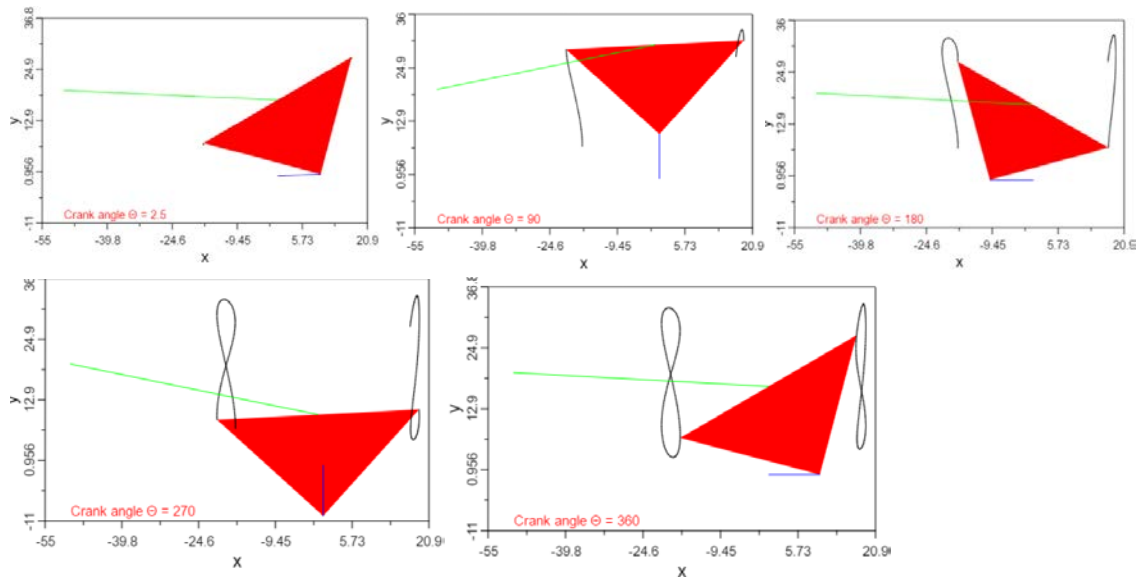 36.8
24.9
y
12.9
0.956
-11
Crank angle Θ = 2.5
-55 -39.8 -24.6 -9.45 5.73 20.9
x
36
24.9
y
12.9
0.956
-11
Crank angle Θ = 90
-55 -39.8 -24.6 -9.45 5.73 20.9
x
36.8
24.9
y
12.9
0.956
-11
Crank angle Θ = 180
-55 -39.8 -24.6 -9.45 5.73 20.9
x
36
24.9
y
12.9
0.956
-11
Crank angle Θ = 270
-55 -39.8 -24.6 -9.45 5.73 20.9
x
36.8
24.9
y
12.9
0.956
-11
Crank angle Θ = 360
-55 -39.8 -24.6 -9.45 5.73 20.9
x